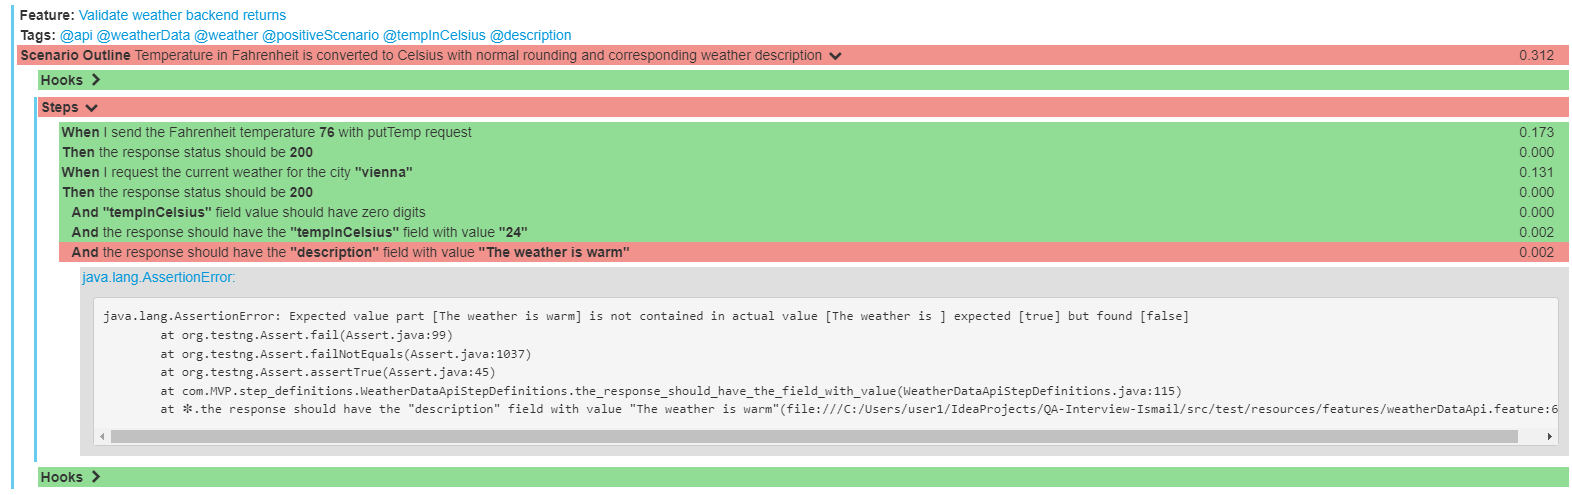 Feature: Validate weather backend returns
Tags: @api @weatherData @weather @positiveScenario @tempInCelsius @description
Scenario Outline Temperature in Fahrenheit is converted to Celsius with normal rounding and corresponding weather description 0.312
Hooks
Steps
When I send the Fahrenheit temperature 76 with putTemp request 0.173
Then the response status should be 200 0.000
When I request the current weather for the city "vienna" 0.131
Then the response status should be 200 0.000
And "tempInCelsius" field value should have zero digits 0.000
And the response should have the "tempInCelsius" field with value "24" 0.002
And the response should have the "description" field with value "The weather is warm" 0.002
java.lang.AssertionError:
java.lang.AssertionError: Expected value part [The weather is warm] is not contained in actual value [The weather is ] expected [true] but found [false]
at org.testng.Assert.fail(Assert.java:99)
at org.testng.Assert.failNotEquals(Assert.java:1037)
at org.testng.Assert.assertTrue(Assert.java:45)
at com.MVP.step_definitions.WeatherDataApiStepDefinitions.the_response_should_have_the_field_with_value(WeatherDataApiStepDefinitions.java:115)
at ✽.the response should have the "description" field with value "The weather is warm"(file:///C:/Users/user1/IdeaProjects/QA-Interview-Ismail/src/test/resources/features/weatherDataApi.feature:6
Hooks